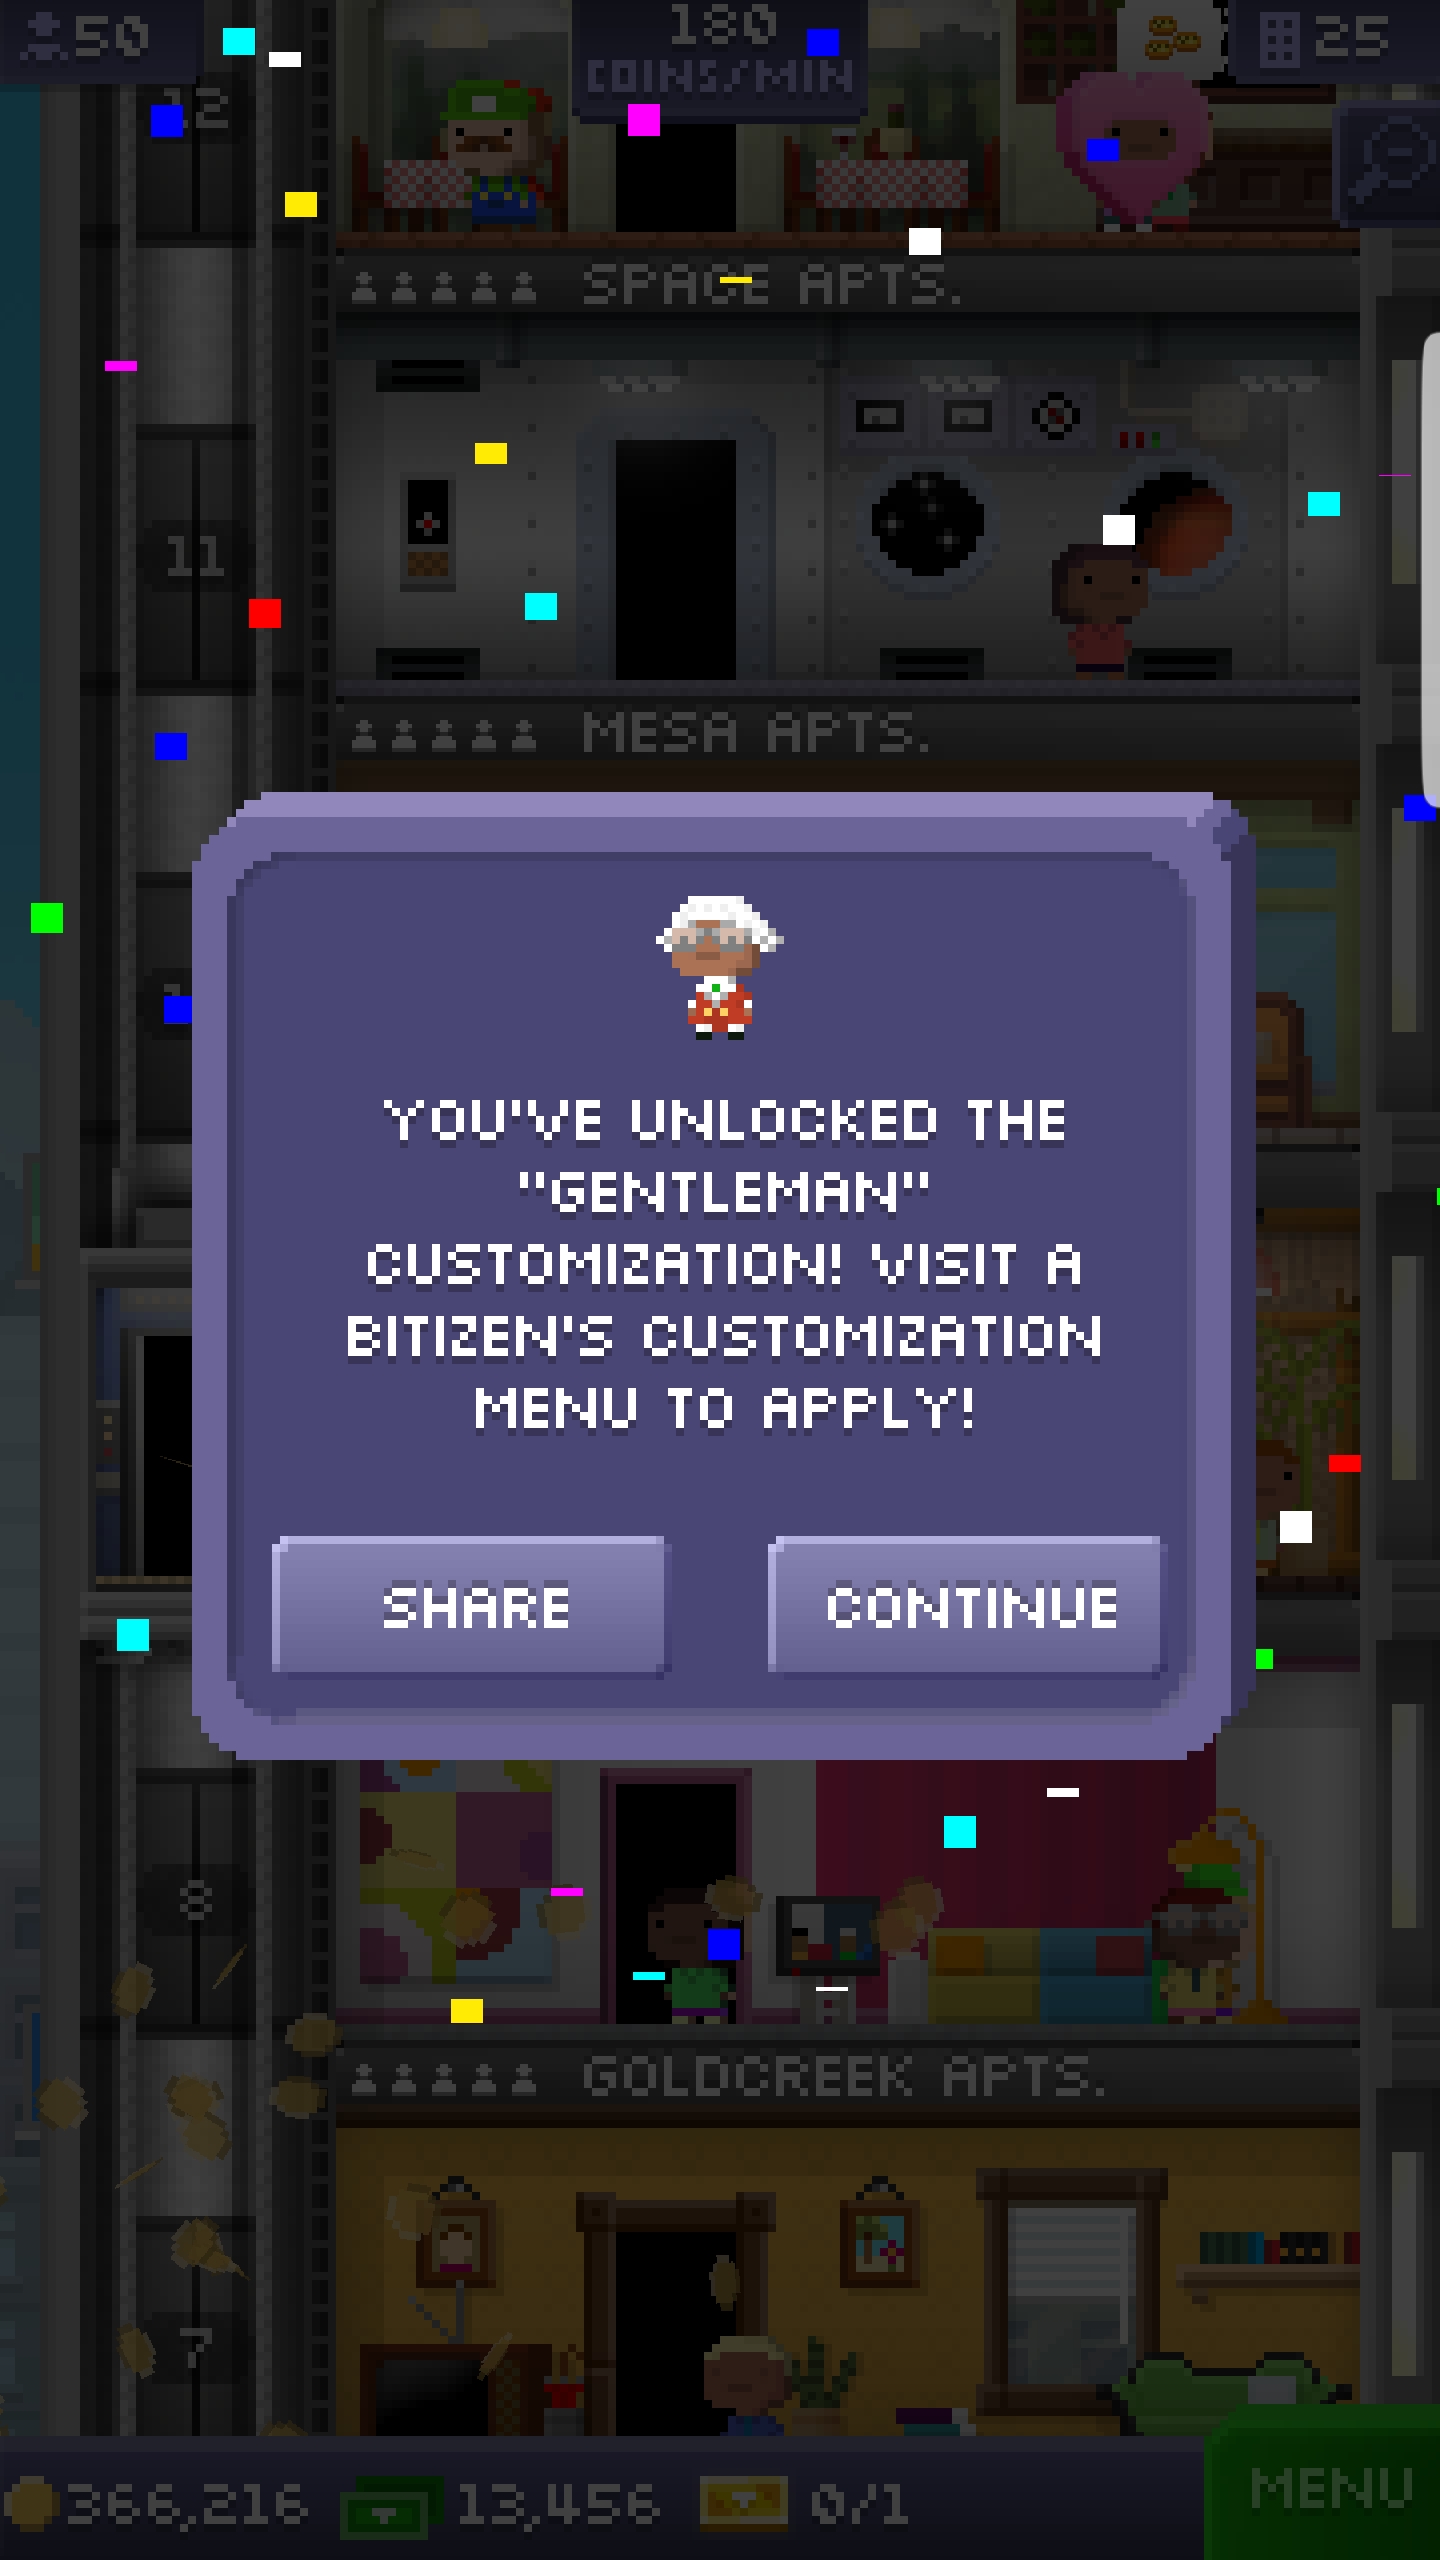 50
180
COINS/MIN
25
12
SPACE APTS.
11
MESA APTS.
YOU'VE UNLOCKED THE
"GENTLEMAN"
CUSTOMIZATION! VISIT A
BITIZEN'S CUSTOMIZATION
MENU TO APPLY!
SHARE
CONTINUE
8
GOLDCREEK APTS.
7
366,216
13,456
0/1
MENU